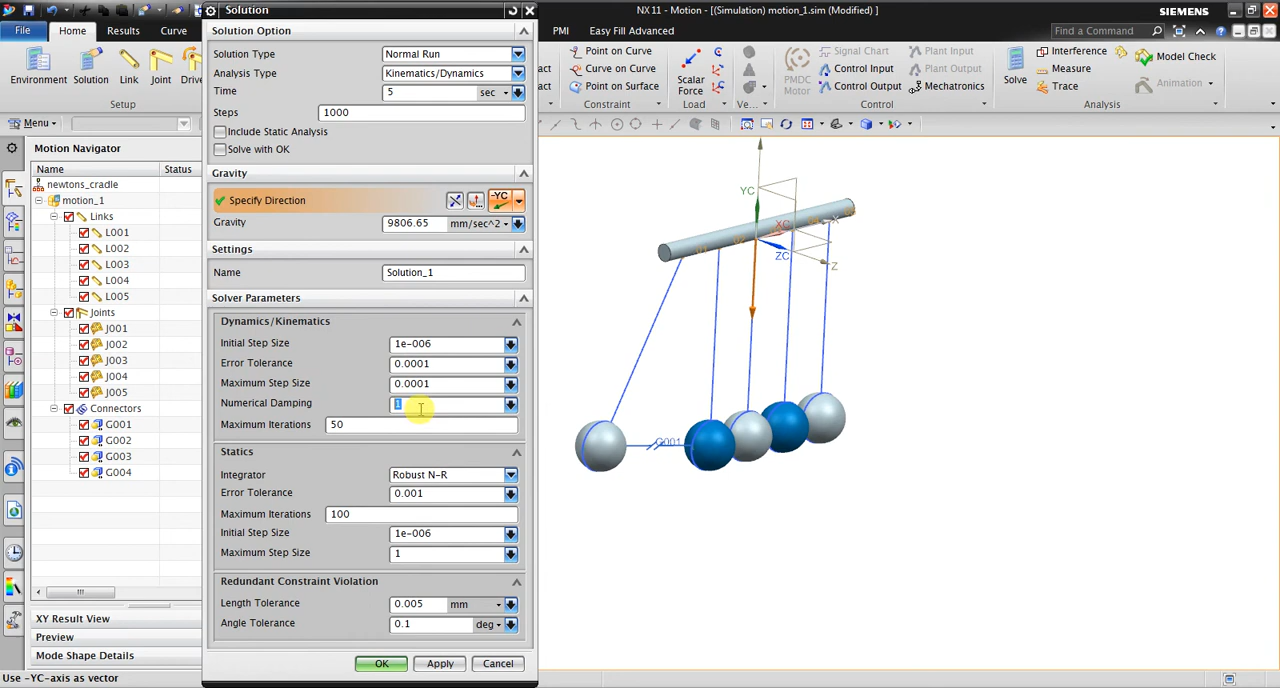 Solution
NX 11 - Motion - [(Simulation) motion_1.sim (Modified) ]
SIEMENS
File
Home
Results
Curve
PMI
Easy Fill Advanced
Find a Command
Environment
Solution
Link
Joint
Setup
Point on Curve
Curve on Curve
Point on Surface
Constraint
Scalar
Force
Load
PMDC
Motor
Signal Chart
Control Input
Control Output
Plant Input
Plant Output
Mechatronics
Control
Solve
Interference
Measure
Trace
Model Check
Animation
Analysis
Menu
Motion Navigator
Name
Status
newtons_cradle
motion_1
Links
L001
L002
L003
L004
L005
Joints
J001
J002
J003
J004
J005
Connectors
G001
G002
G003
G004
XY Result View
Preview
Mode Shape Details
Use -YC-axis as vector
Solution Option
Solution Type
Normal Run
Analysis Type
Kinematics/Dynamics
Time
5
sec
Steps
1000
Include Static Analysis
Solve with OK
Gravity
Specify Direction
-YC
Gravity
9806.65
mm/sec^2
Settings
Name
Solution_1
Solver Parameters
Dynamics/Kinematics
Initial Step Size
1e-006
Error Tolerance
0.0001
Maximum Step Size
0.0001
Numerical Damping
1
Maximum Iterations
50
Statics
Integrator
Robust N-R
Error Tolerance
0.001
Maximum Iterations
100
Initial Step Size
1e-006
Maximum Step Size
1
Redundant Constraint Violation
Length Tolerance
0.005
mm
Angle Tolerance
0.1
deg
OK
Apply
Cancel
YC
XC
X
ZC
Z
G001